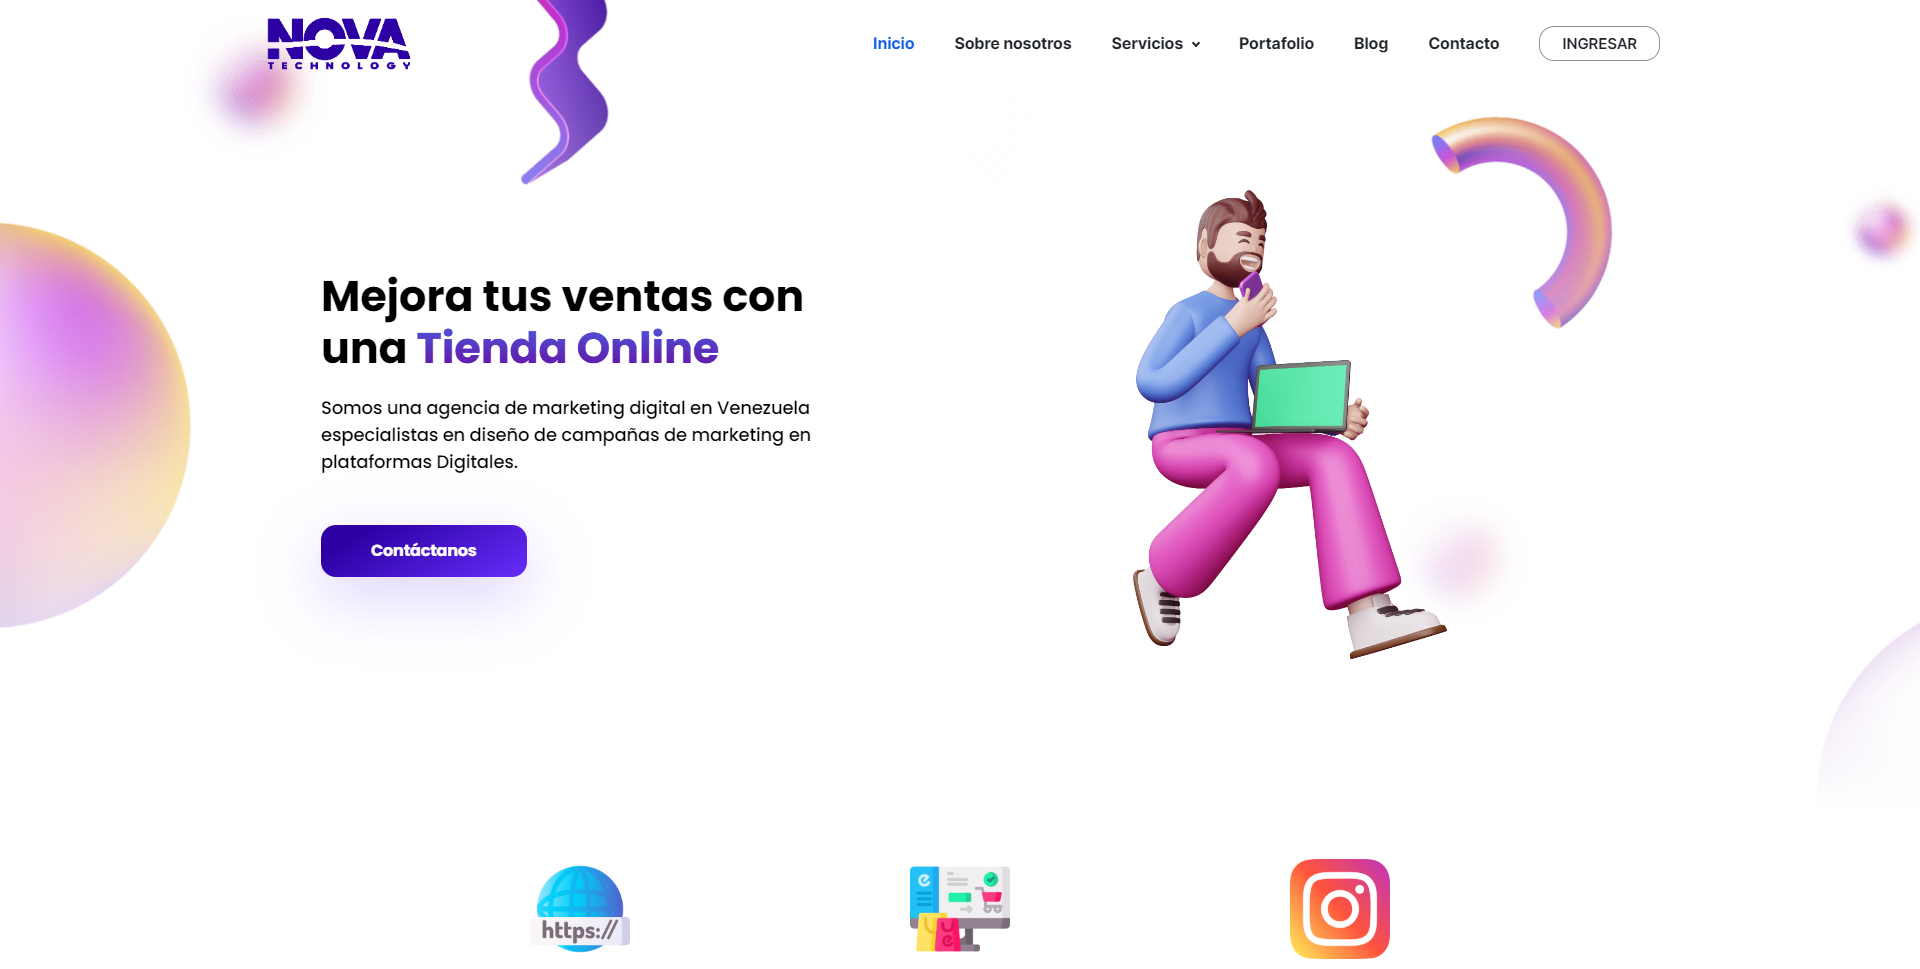 NOVA
TECHNOLOGY
Inicio
Sobre nosotros
Servicios
Portafolio
Blog
Contacto
INGRESAR
Mejora tus ventas con
una Tienda Online
Somos una agencia de marketing digital en Venezuela
especialistas en diseño de campañas de marketing en
plataformas Digitales.
Contáctanos
https://